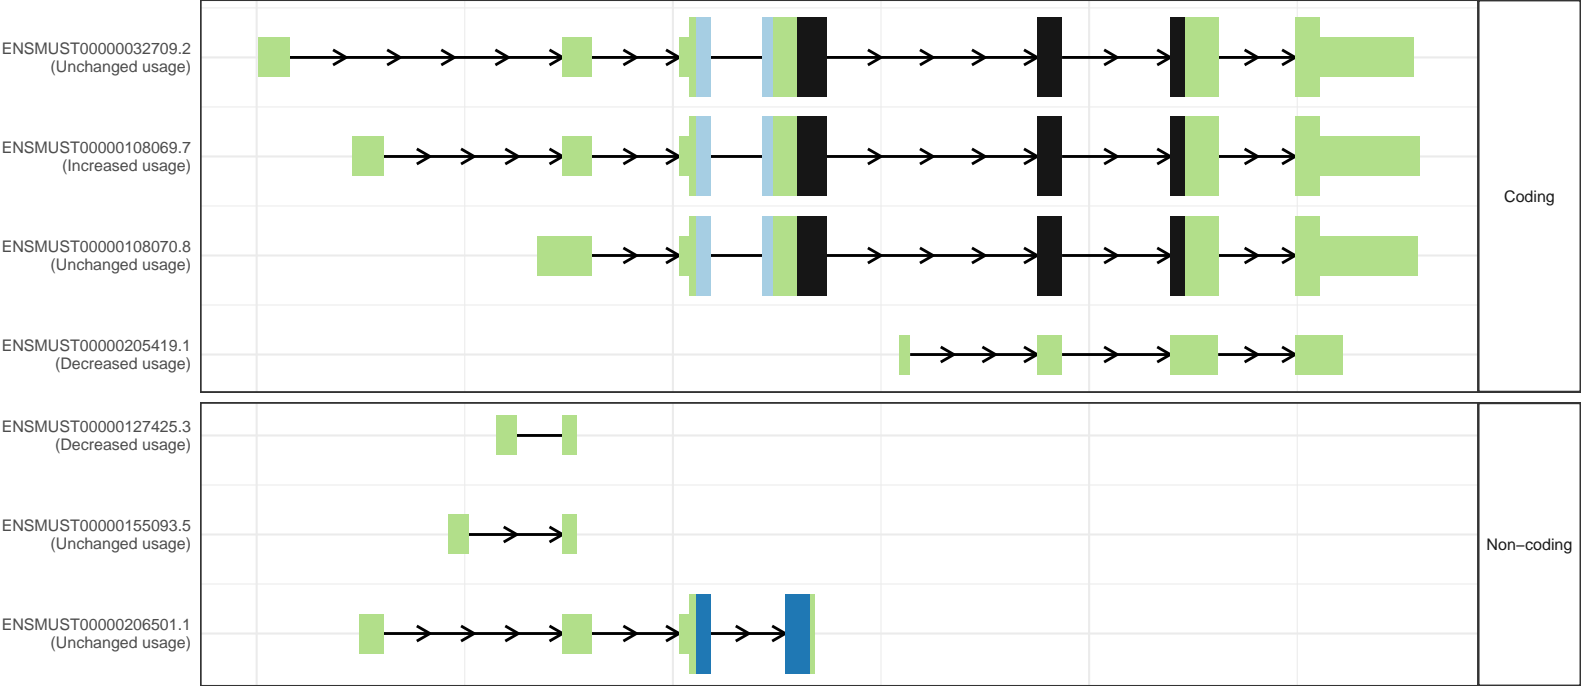 ENSMUST00000032709.2
(Unchanged usage)
ENSMUST00000108069.7
(Increased usage)
ENSMUST00000108070.8
(Unchanged usage)
ENSMUST00000205419.1
(Decreased usage)
Coding
ENSMUST00000127425.3
(Decreased usage)
ENSMUST00000155093.5
(Unchanged usage)
ENSMUST00000206501.1
(Unchanged usage)
Non−coding